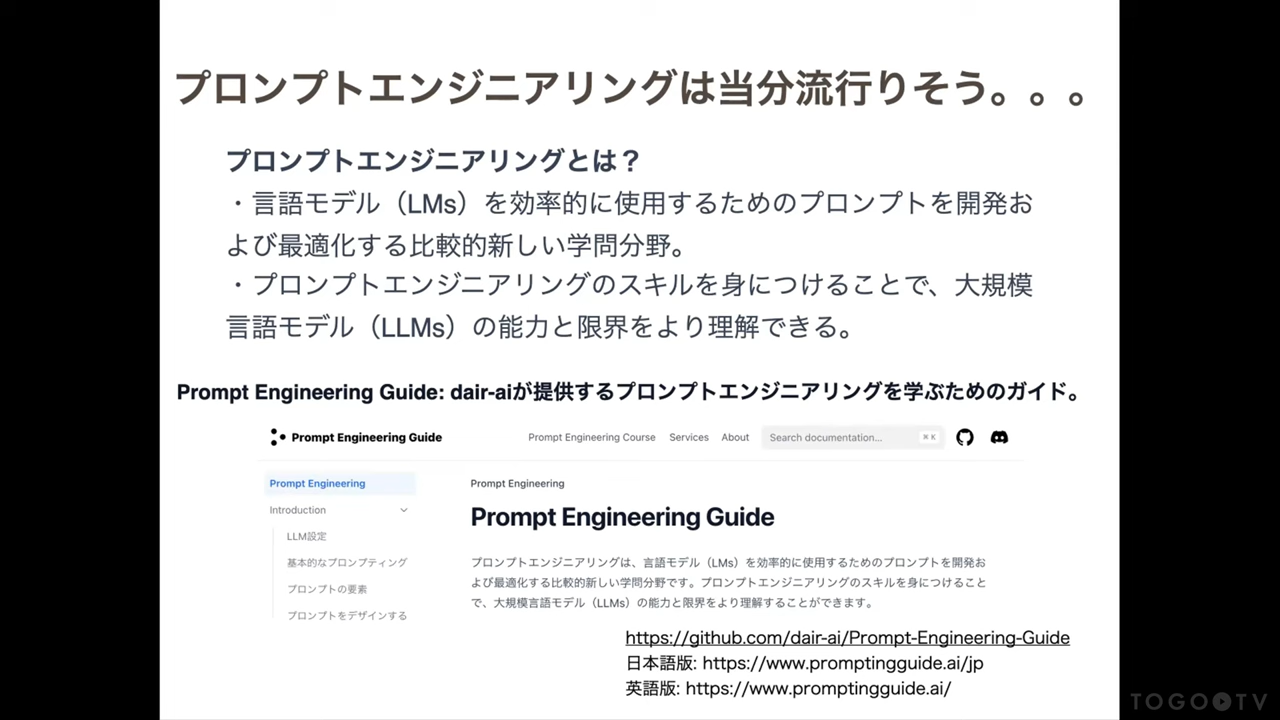 プロンプトエンジニアリングは当分流行りそう。。。
プロンプトエンジニアリングとは？
・言語モデル（LMs）を効率的に使用するためのプロンプトを開発お
よび最適化する比較的新しい学問分野。
・プロンプトエンジニアリングのスキルを身につけることで、大規模
言語モデル（LLMs）の能力と限界をより理解できる。
Prompt Engineering Guide: dair-aiが提供するプロンプトエンジニアリングを学ぶためのガイド。
Prompt Engineering Guide
Prompt Engineering Course Services About Search documentation... ⌘ K
Prompt Engineering
Introduction
LLM設定
基本的なプロンプティング
プロンプトの要素
プロンプトをデザインする
Prompt Engineering
Prompt Engineering Guide
プロンプトエンジニアリングは、言語モデル（LMs）を効率的に使用するためのプロンプトを開発お
よび最適化する比較的新しい学問分野です。プロンプトエンジニアリングのスキルを身につけること
で、大規模言語モデル（LLMs）の能力と限界をより理解することができます。
https://github.com/dair-ai/Prompt-Engineering-Guide
日本語版: https://www.promptingguide.ai/jp
英語版: https://www.promptingguide.ai/
TOGOTV